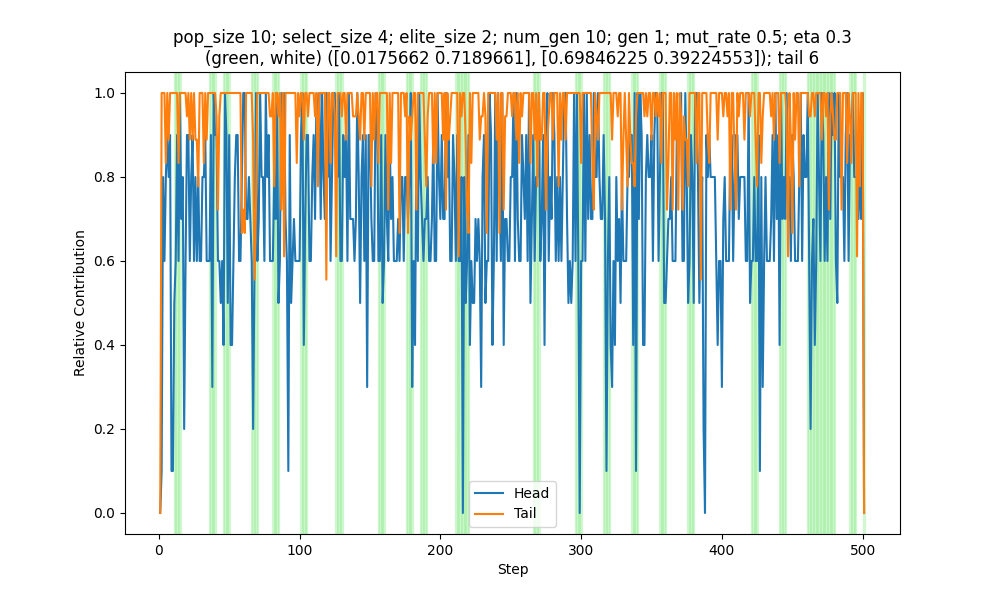 pop_size 10; select_size 4; elite_size 2; num_gen 10; gen 1; mut_rate 0.5; eta 0.3
(green, white) ([0.0175662 0.7189661], [0.69846225 0.39224553]); tail 6
1.0
0.8
0.6
0.4
0.2
0.0
Relative Contribution
Head
Tail
0
100
200
300
400
500
Step